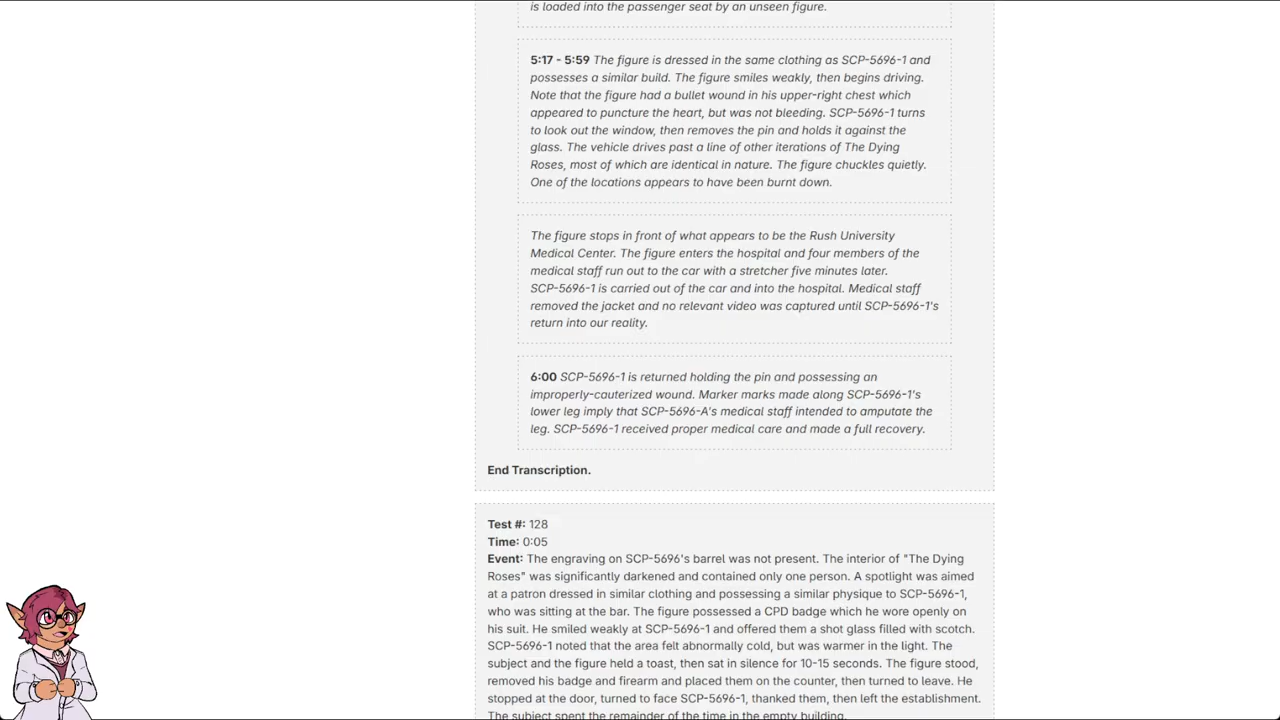 is loaded into the passenger seat by an unseen figure.
5:17 - 5:59 The figure is dressed in the same clothing as SCP-5696-1 and
possesses a similar build. The figure smiles weakly, then begins driving.
Note that the figure had a bullet wound in his upper-right chest which
appeared to puncture the heart, but was not bleeding. SCP-5696-1 turns
to look out the window, then removes the pin and holds it against the
glass. The vehicle drives past a line of other iterations of The Dying
Roses, most of which are identical in nature. The figure chuckles quietly.
One of the locations appears to have been burnt down.
The figure stops in front of what appears to be the Rush University
Medical Center. The figure enters the hospital and four members of the
medical staff run out to the car with a stretcher five minutes later.
SCP-5696-1 is carried out of the car and into the hospital. Medical staff
removed the jacket and no relevant video was captured until SCP-5696-1's
return into our reality.
6:00 SCP-5696-1 is returned holding the pin and possessing an
improperly-cauterized wound. Marker marks made along SCP-5696-1's
lower leg imply that SCP-5696-A's medical staff intended to amputate the
leg. SCP-5696-1 received proper medical care and made a full recovery.
End Transcription.
Test #: 128
Time: 0:05
Event: The engraving on SCP-5696's barrel was not present. The interior of "The Dying
Roses" was significantly darkened and contained only one person. A spotlight was aimed
at a patron dressed in similar clothing and possessing a similar physique to SCP-5696-1,
who was sitting at the bar. The figure possessed a CPD badge which he wore openly on
his suit. He smiled weakly at SCP-5696-1 and offered them a shot glass filled with scotch.
SCP-5696-1 noted that the area felt abnormally cold, but was warmer in the light. The
subject and the figure held a toast, then sat in silence for 10-15 seconds. The figure stood,
removed his badge and firearm and placed them on the counter, then turned to leave. He
stopped at the door, turned to face SCP-5696-1, thanked them, then left the establishment.
The subject spent the remainder of the time in the empty building.